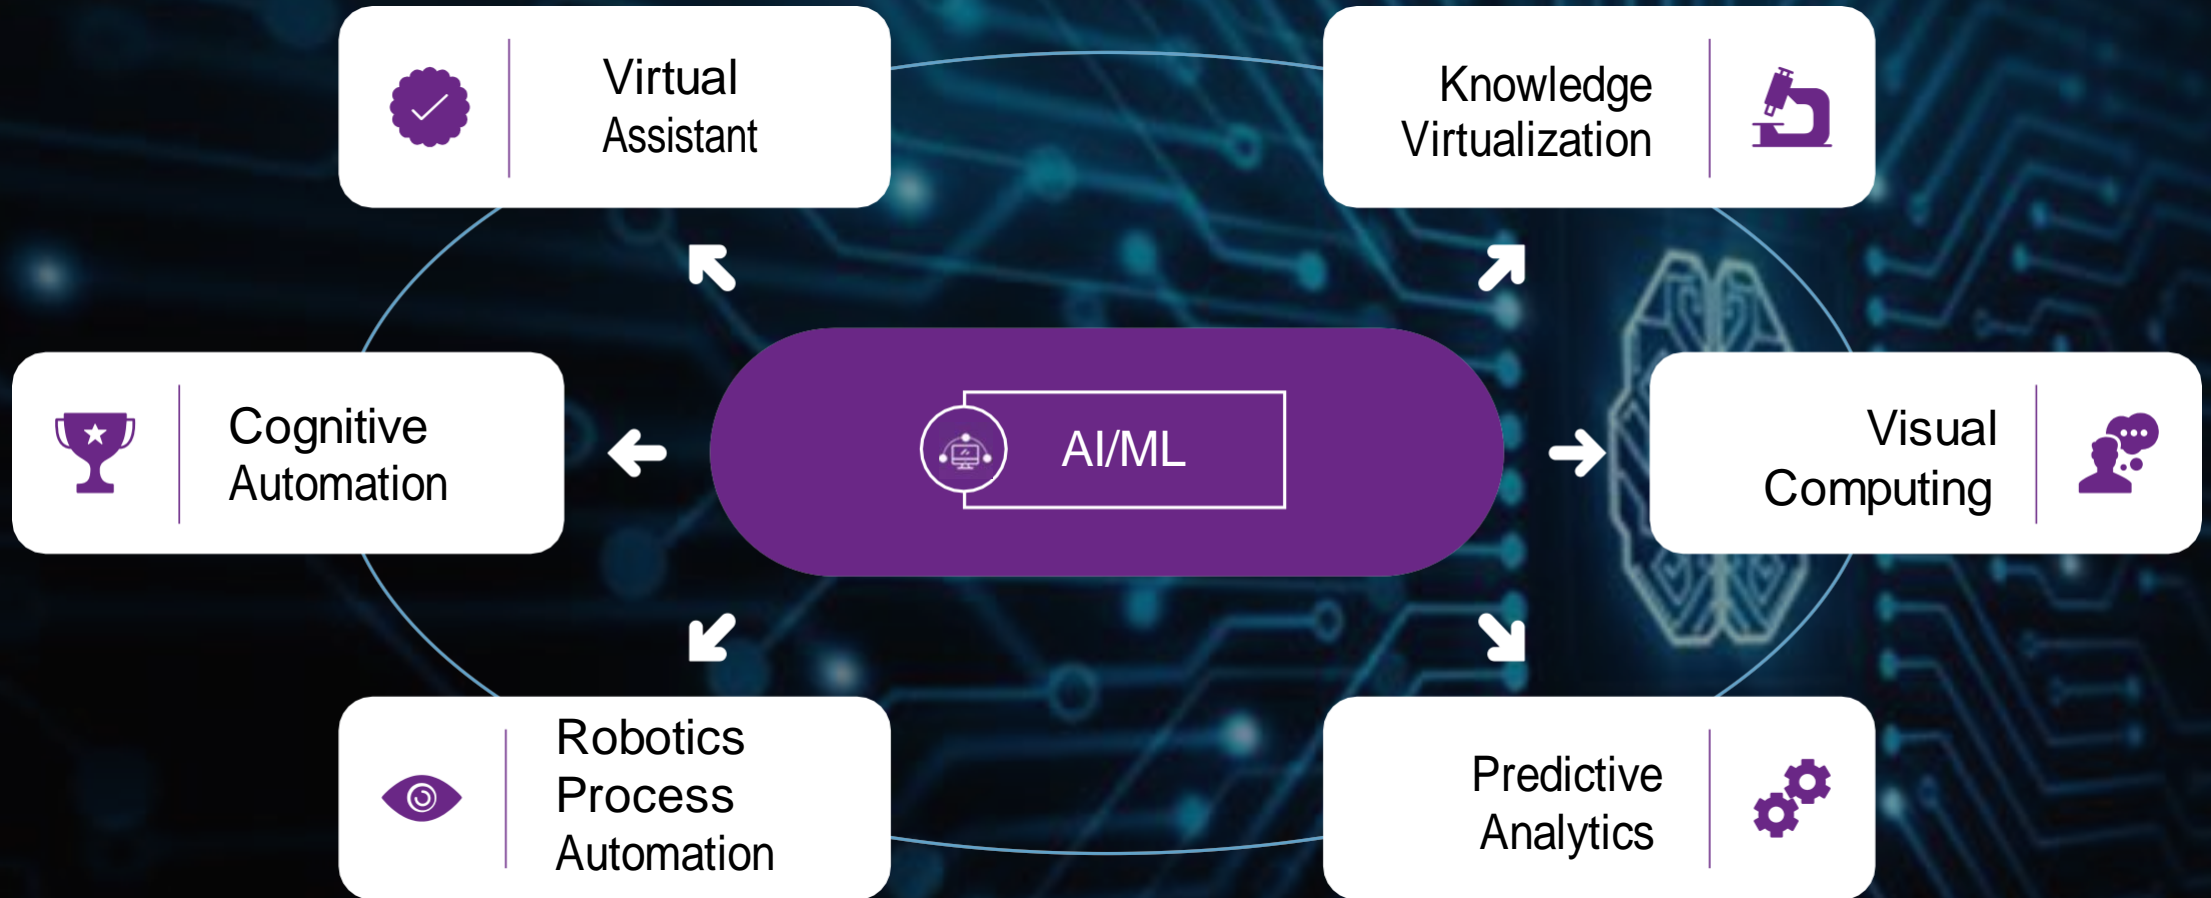 Virtual
Assistant
Knowledge
Virtualization
Cognitive
Automation
AI/ML
Visual
Computing
Robotics
Process
Automation
Predictive
Analytics